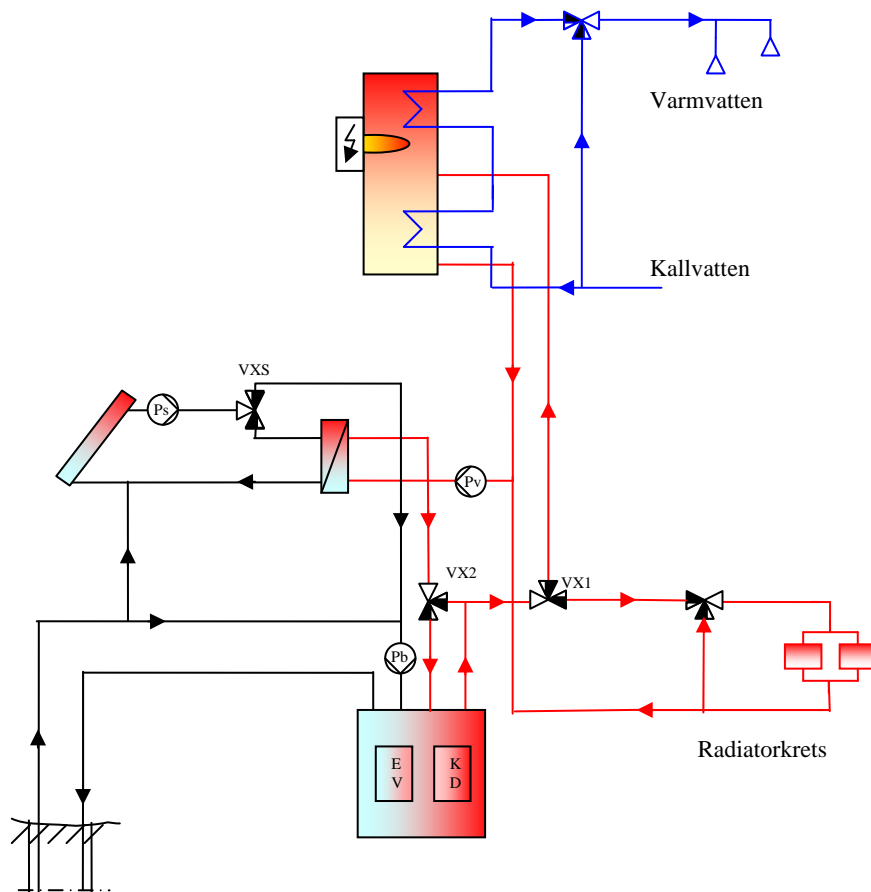 Varmvatten
Kallvatten
VXS
Ps
Pv
VX2
VX1
Pb
Radiatorkrets
E
V
K
D